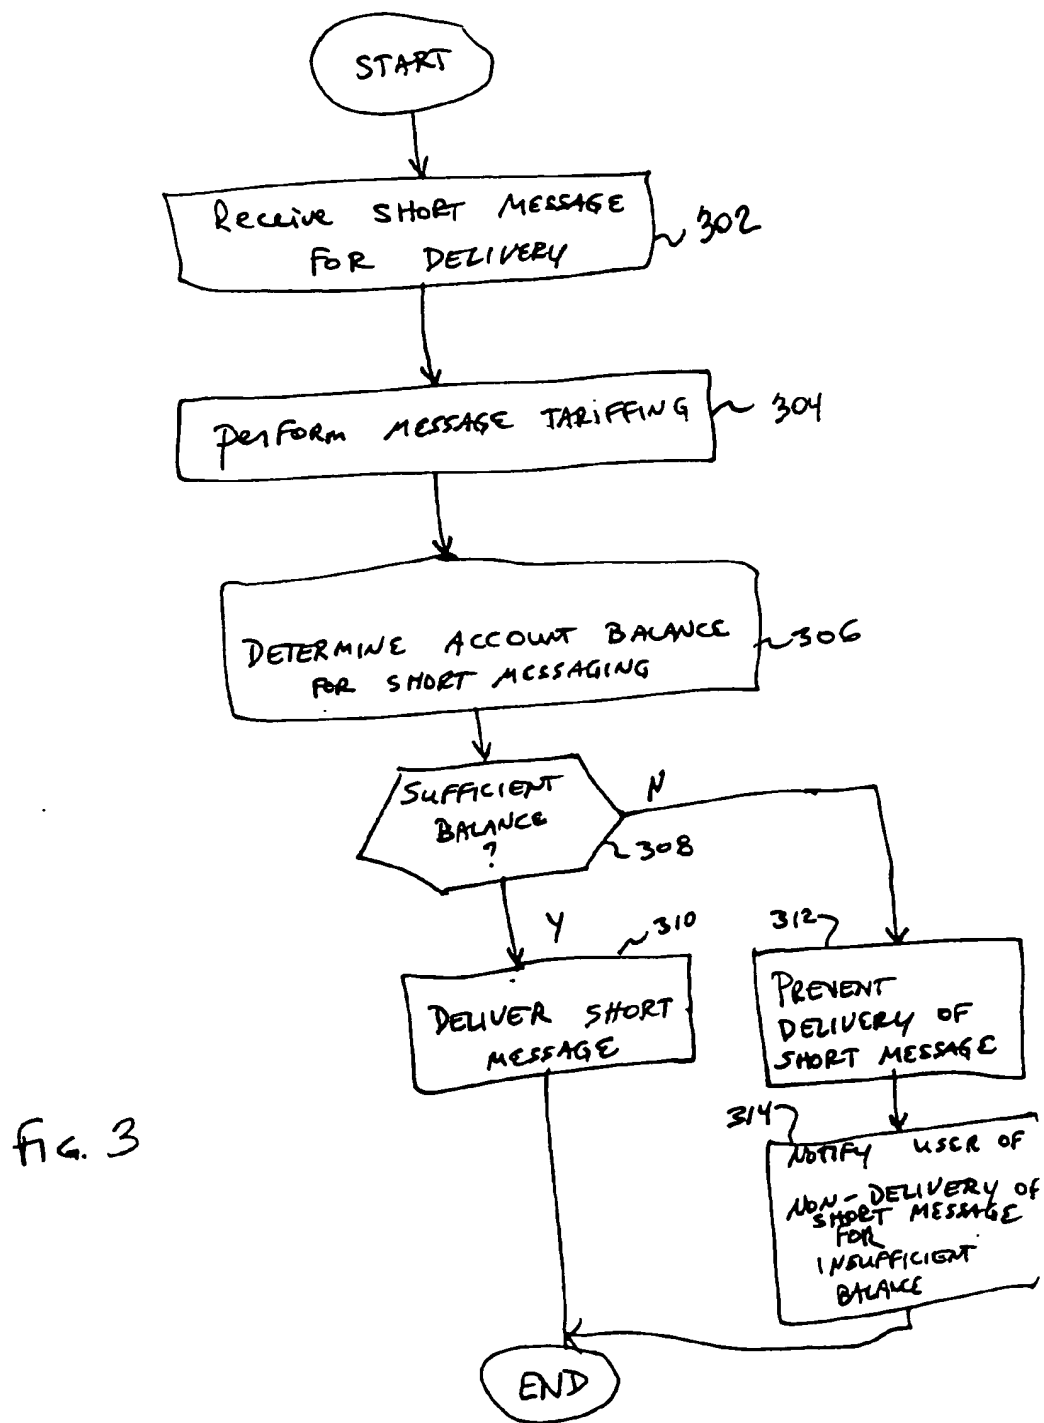 START
Receive SHORT MESSAGE
FOR DELIVERY
302
PerFORM MESSAGE TARIFFING
304
DETERMINE ACCOUNT BALANCE
FOR SHORT MESSAGING
306
SUFFICIENT
BALANCE
?
308
N
Y
310
DELIVER SHORT
MESSAGE
312
PREVENT
DELIVERY OF
SHORT MESSAGE
314
NOTIFY USER OF
NON-DELIVERY OF
SHORT MESSAGE
FOR
INSUFFICIENT
BALANCE
FIG. 3
END